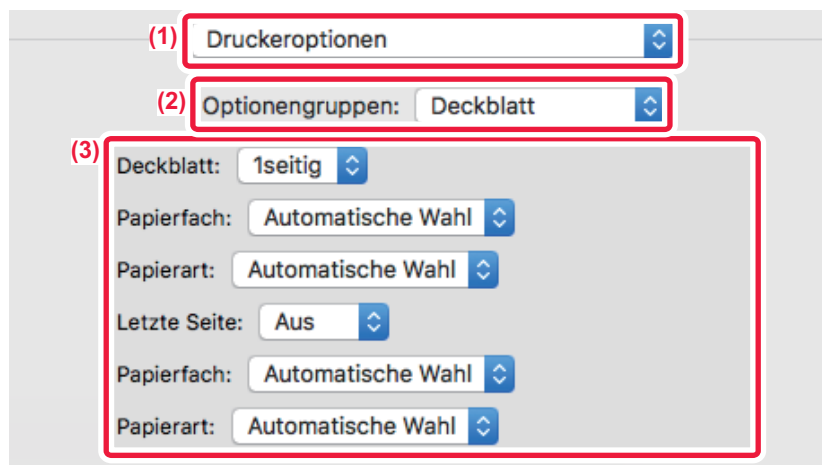 (1) Druckeroptionen
(2) Optionengruppen: Deckblatt
(3)
Deckblatt: 1seitig
Papierfach: Automatische Wahl
Papierart: Automatische Wahl
Letzte Seite: Aus
Papierfach: Automatische Wahl
Papierart: Automatische Wahl